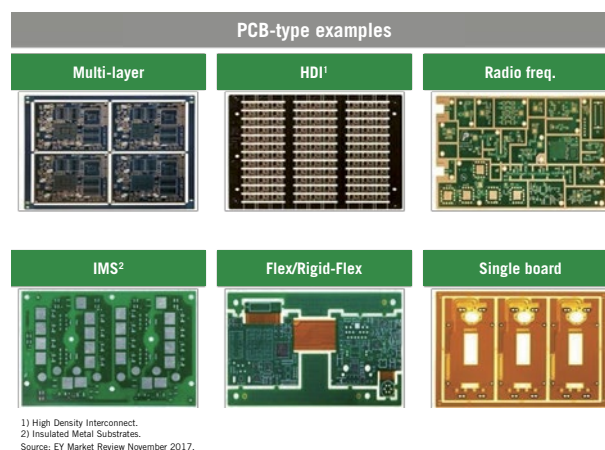 PCB-type examples
Multi-layer
HDI¹
Radio freq.
IMS²
Flex/Rigid-Flex
Single board
1) High Density Interconnect.
2) Insulated Metal Substrates.
Source: EY Market Review November 2017.